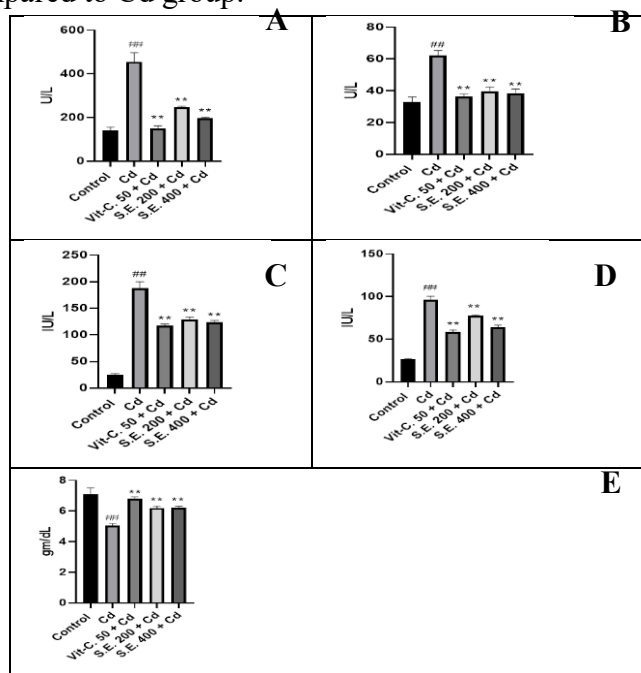 compared to Cd group.
A
600
400
200
0
U/L
##
**
**
**
Control
Cd
Vit-C. 50 + Cd
S.E. 200 + Cd
S.E. 400 + Cd
B
80
60
40
20
0
U/L
##
**
**
**
Control
Cd
Vit-C. 50 + Cd
S.E. 200 + Cd
S.E. 400 + Cd
C
200
150
100
50
0
IU/L
##
**
**
**
Control
Cd
Vit-C. 50 + Cd
S.E. 200 + Cd
S.E. 400 + Cd
D
150
100
50
0
IU/L
##
**
**
**
Control
Cd
Vit-C. 50 + Cd
S.E. 200 + Cd
S.E. 400 + Cd
E
8
6
4
2
0
gm/dL
##
**
**
**
Control
Cd
Vit-C. 50 + Cd
S.E. 200 + Cd
S.E. 400 + Cd